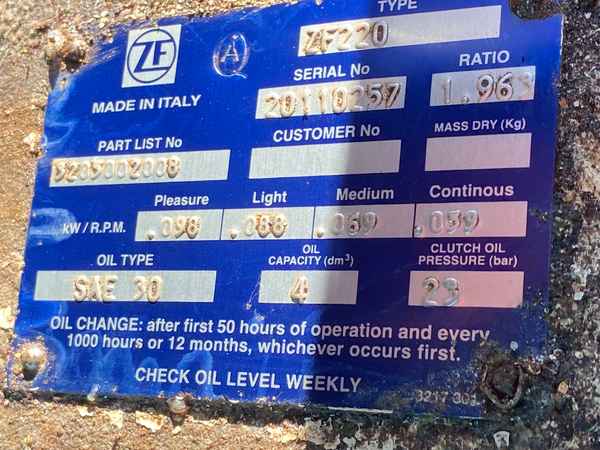 TYPE
ZF
A
ZF220
SERIAL No
RATIO
MADE IN ITALY
20110257
1.963
PART LIST No
CUSTOMER No
MASS DRY (Kg)
3205002008
Pleasure Light Medium Continous
kW / R.P.M. .098 .088 .069 .059
OIL TYPE
OIL CAPACITY (dm³)
CLUTCH OIL PRESSURE (bar)
SAE 30 4 23
OIL CHANGE: after first 50 hours of operation and every
1000 hours or 12 months, whichever occurs first.
CHECK OIL LEVEL WEEKLY
3217 301